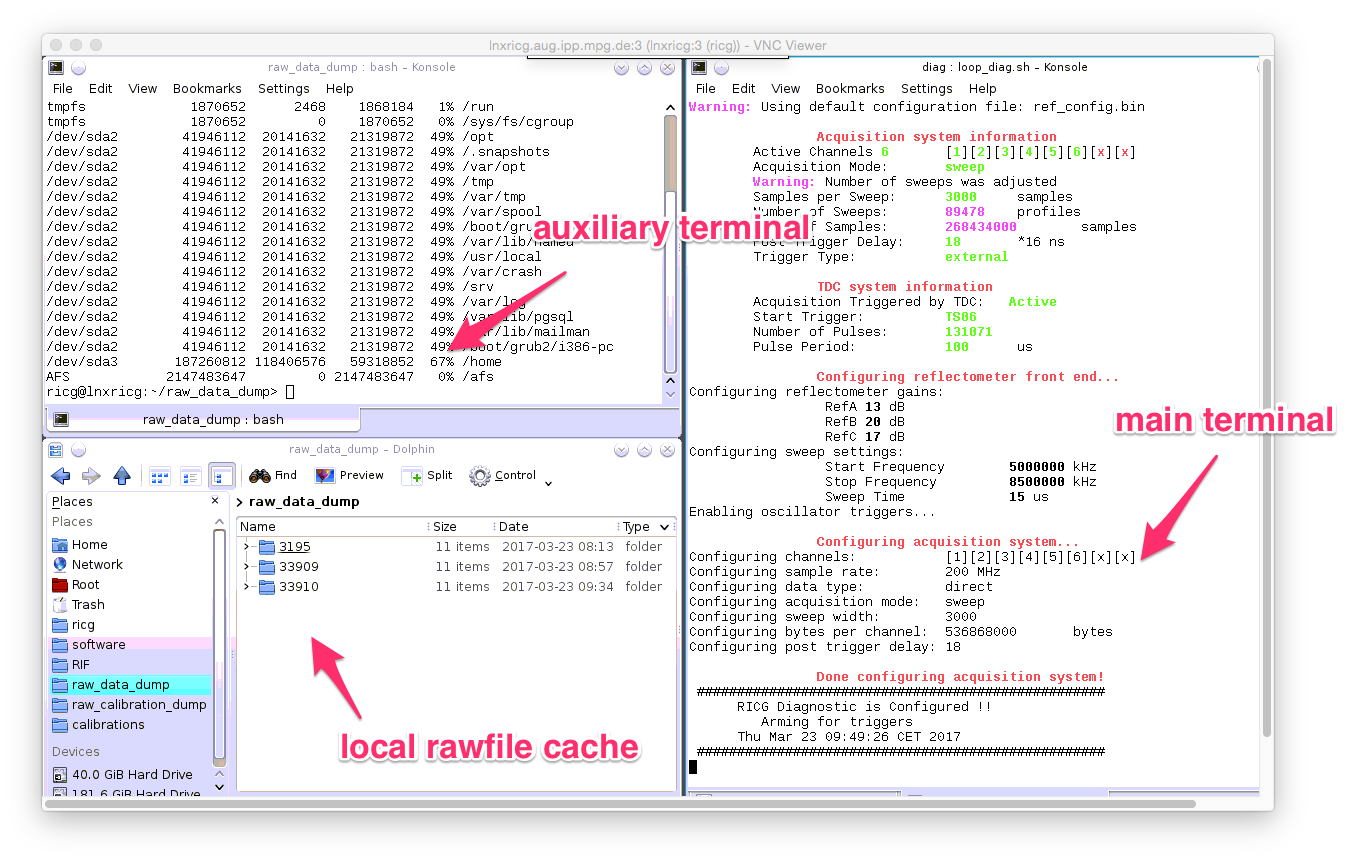 lnxricg.aug.ipp.mpg.de:3 (lnxricg:3 (ricg)) - VNC Viewer
raw_data_dump : bash - Konsole
File Edit View Bookmarks Settings Help
tmpfs 1870652 2468 1868184 1% /run
tmpfs 1870652 0 1870652 0% /sys/fs/cgroup
/dev/sda2 41946112 20141632 21319872 49% /opt
/dev/sda2 41946112 20141632 21319872 49% /.snapshots
/dev/sda2 41946112 20141632 21319872 49% /var/opt
/dev/sda2 41946112 20141632 21319872 49% /tmp
/dev/sda2 41946112 20141632 21319872 49% /var/tmp
/dev/sda2 41946112 20141632 21319872 49% /var/spool
/dev/sda2 41946112 20141632 21319872 49%
/dev/sda2 41946112 20141632 21319872 49% /var/lib/named
/dev/sda2 41946112 20141632 21319872 49% /usr/local
/dev/sda2 41946112 20141632 21319872 49% /var/crash
/dev/sda2 41946112 20141632 21319872 49% /srv
/dev/sda2 41946112 20141632 21319872 49% /var/log
/dev/sda2 41946112 20141632 21319872 49% /var/lib/pgsql
/dev/sda2 41946112 20141632 21319872 49% /var/lib/mailman
/dev/sda2 41946112 20141632 21319872 49% /boot/grub2/i386-pc
/dev/sda3 187260812 118406576 59318852 67% /home
AFS 2147483647 0 2147483647 0% /afs
ricg@lnxricg:~/raw_data_dump>
raw_data_dump : bash
auxiliary terminal
raw_data_dump - Dolphin
Find Preview Split Control
Places
Places
Home
Network
Root
Trash
ricg
software
RIF
raw_data_dump
raw_calibration_dump
calibrations
Devices
40.0 GiB Hard Drive
181.6 GiB Hard Drive
> raw_data_dump
Name Size Date Type
3195 11 items 2017-03-23 08:13 folder
33909 11 items 2017-03-23 08:57 folder
33910 11 items 2017-03-23 09:34 folder
local rawfile cache
diag : loop_diag.sh - Konsole
File Edit View Bookmarks Settings Help
Warning: Using default configuration file: ref_config.bin
Acquisition system information
Active Channels 6 [1][2][3][4][5][6][x][x]
Acquisition Mode: sweep
Warning: Number of sweeps was adjusted
Samples per Sweep: 3000 samples
Number of Sweeps: 89478 profiles
of Samples: 268434000 samples
Post Trigger Delay: 18 *16 ns
Trigger Type: external
TDC system information
Acquisition Triggered by TDC: Active
Start Trigger: TS06
Number of Pulses: 131071
Pulse Period: 100 us
Configuring reflectometer front end...
Configuring reflectometer gains:
RefA 13 dB
RefB 20 dB
RefC 17 dB
Configuring sweep settings:
Start Frequency 5000000 kHz
Stop Frequency 8500000 kHz
Sweep Time 15 us
Enabling oscillator triggers...
Configuring acquisition system...
Configuring channels: [1][2][3][4][5][6][x][x]
Configuring sample rate: 200 MHz
Configuring data type: direct
Configuring acquisition mode: sweep
Configuring sweep width: 3000
Configuring bytes per channel: 536868000 bytes
Configuring post trigger delay: 18
Done configuring acquisition system!
###################################################
RICG Diagnostic is Configured !!
Arming for triggers
Thu Mar 23 09:49:26 CET 2017
###################################################
main terminal